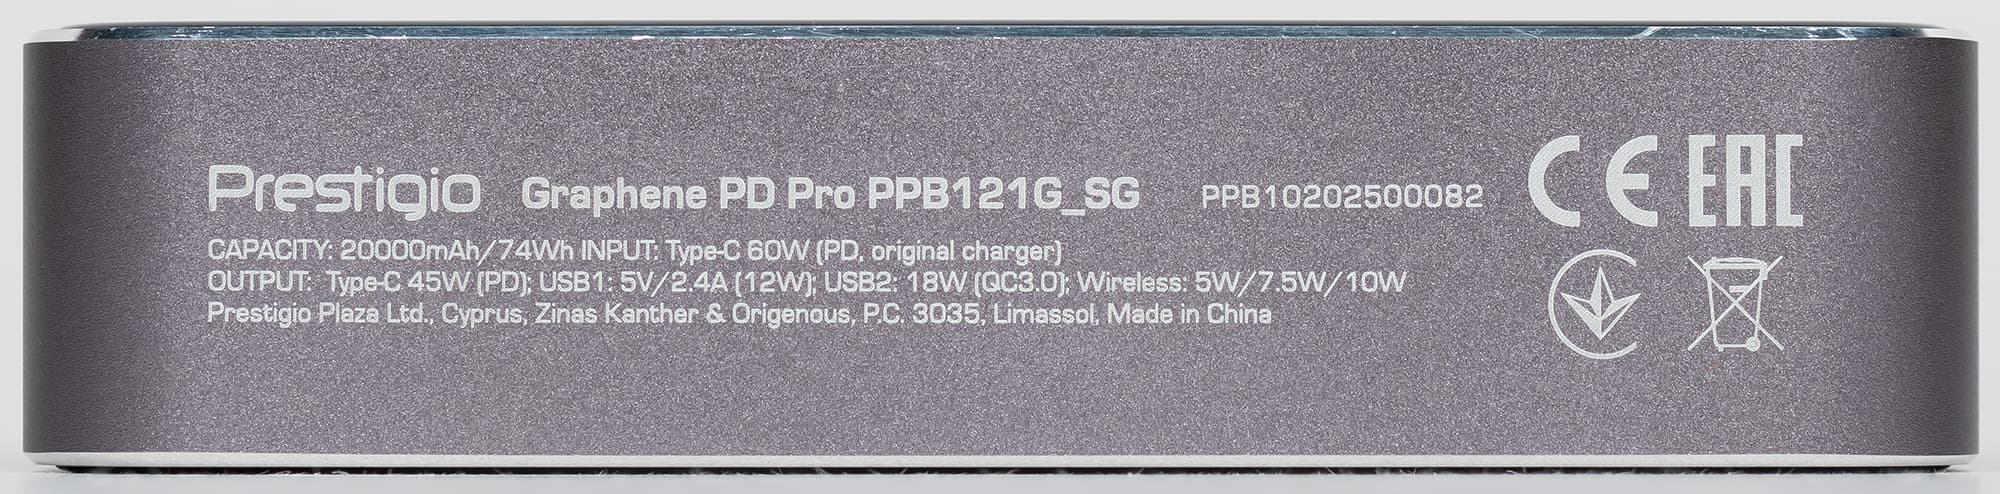 Prestigio Graphene PD Pro PPB121G_SG PPB10202500082 CE EAC
CAPACITY: 20000mAh/74Wh INPUT: Type-C 60W (PD, original charger)
OUTPUT: Type-C 45W (PD); USB1: 5V/2.4A (12W); USB2: 18W (QC3.0); Wireless: 5W/7.5W/10W
Prestigio Plaza Ltd., Cyprus, Zinas Kanther & Origenous, P.C. 3035, Limassol, Made in China